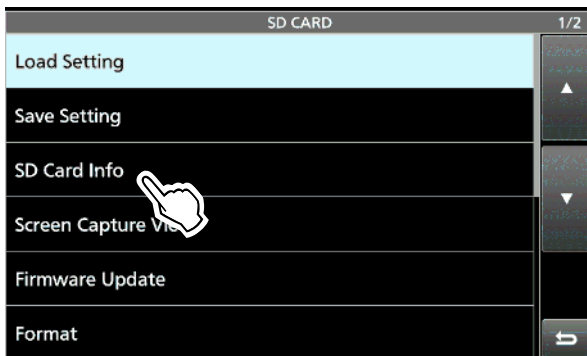 SD CARD
1/2
Load Setting
Save Setting
SD Card Info
Screen Capture
Firmware Update
Format